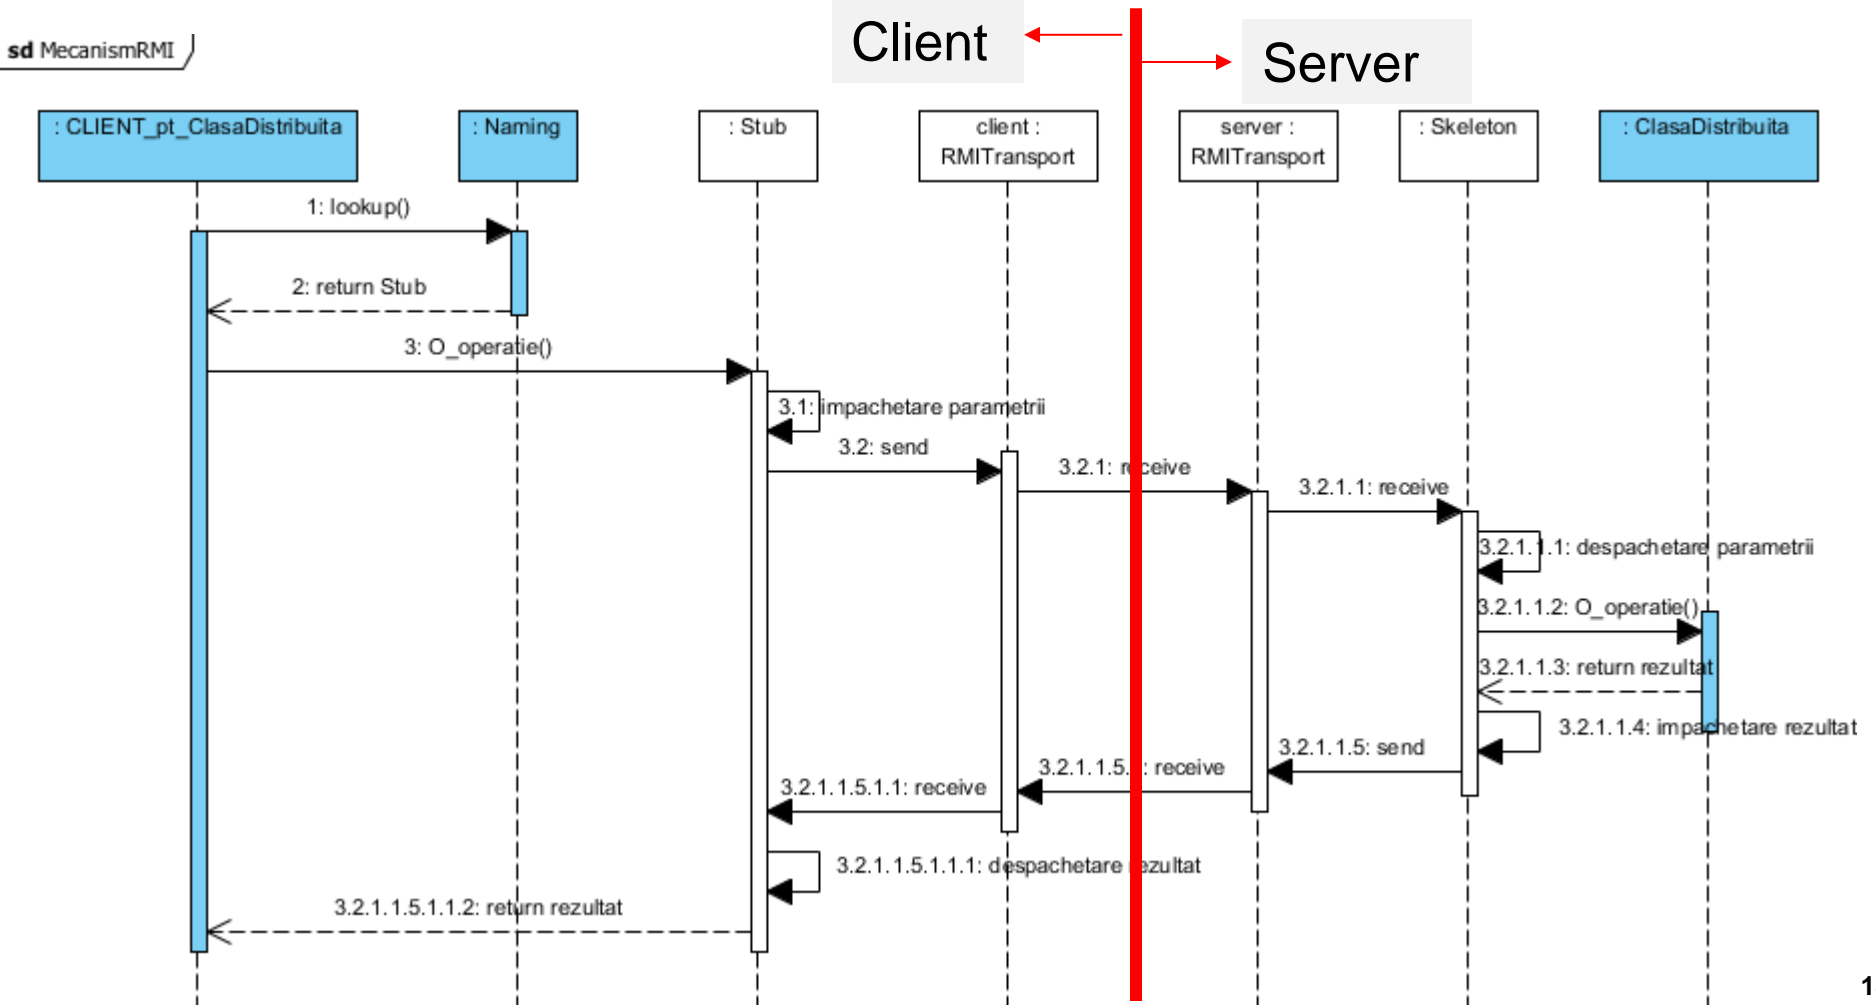 Client
Server
sd MecanismRMI
: CLIENT_pt_ClasaDistribuita
: Naming
: Stub
client :
RMITransport
server :
RMITransport
: Skeleton
: ClasaDistribuita
1: lookup()
2: return Stub
3: O_operatie()
3.1: impachetare parametrii
3.2: send
3.2.1: receive
3.2.1.1: receive
3.2.1.1.1: despachetare parametrii
3.2.1.1.2: O_operatie()
3.2.1.1.3: return rezultat
3.2.1.1.4: impachetare rezultat
3.2.1.1.5: send
3.2.1.1.5.1: receive
3.2.1.1.5.1.1: receive
3.2.1.1.5.1.1.1: despachetare rezultat
3.2.1.1.5.1.1.2: return rezultat
1